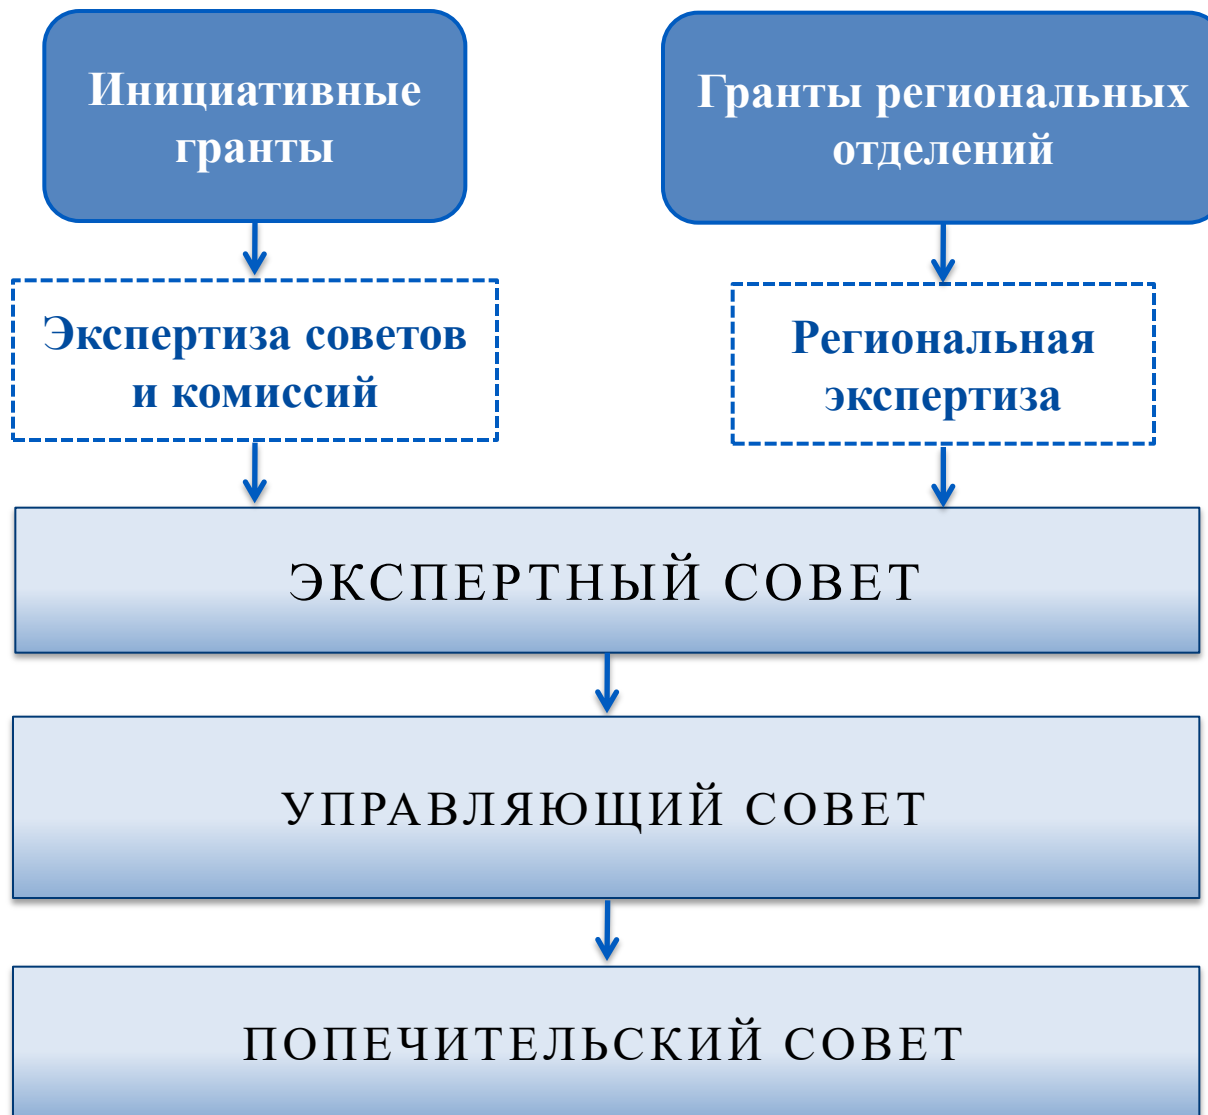 Инициативные
гранты
Гранты региональных
отделений
Экспертиза советов
и комиссий
Региональная
экспертиза
ЭКСПЕРТНЫЙ СОВЕТ
УПРАВЛЯЮЩИЙ СОВЕТ
ПОПЕЧИТЕЛЬСКИЙ СОВЕТ